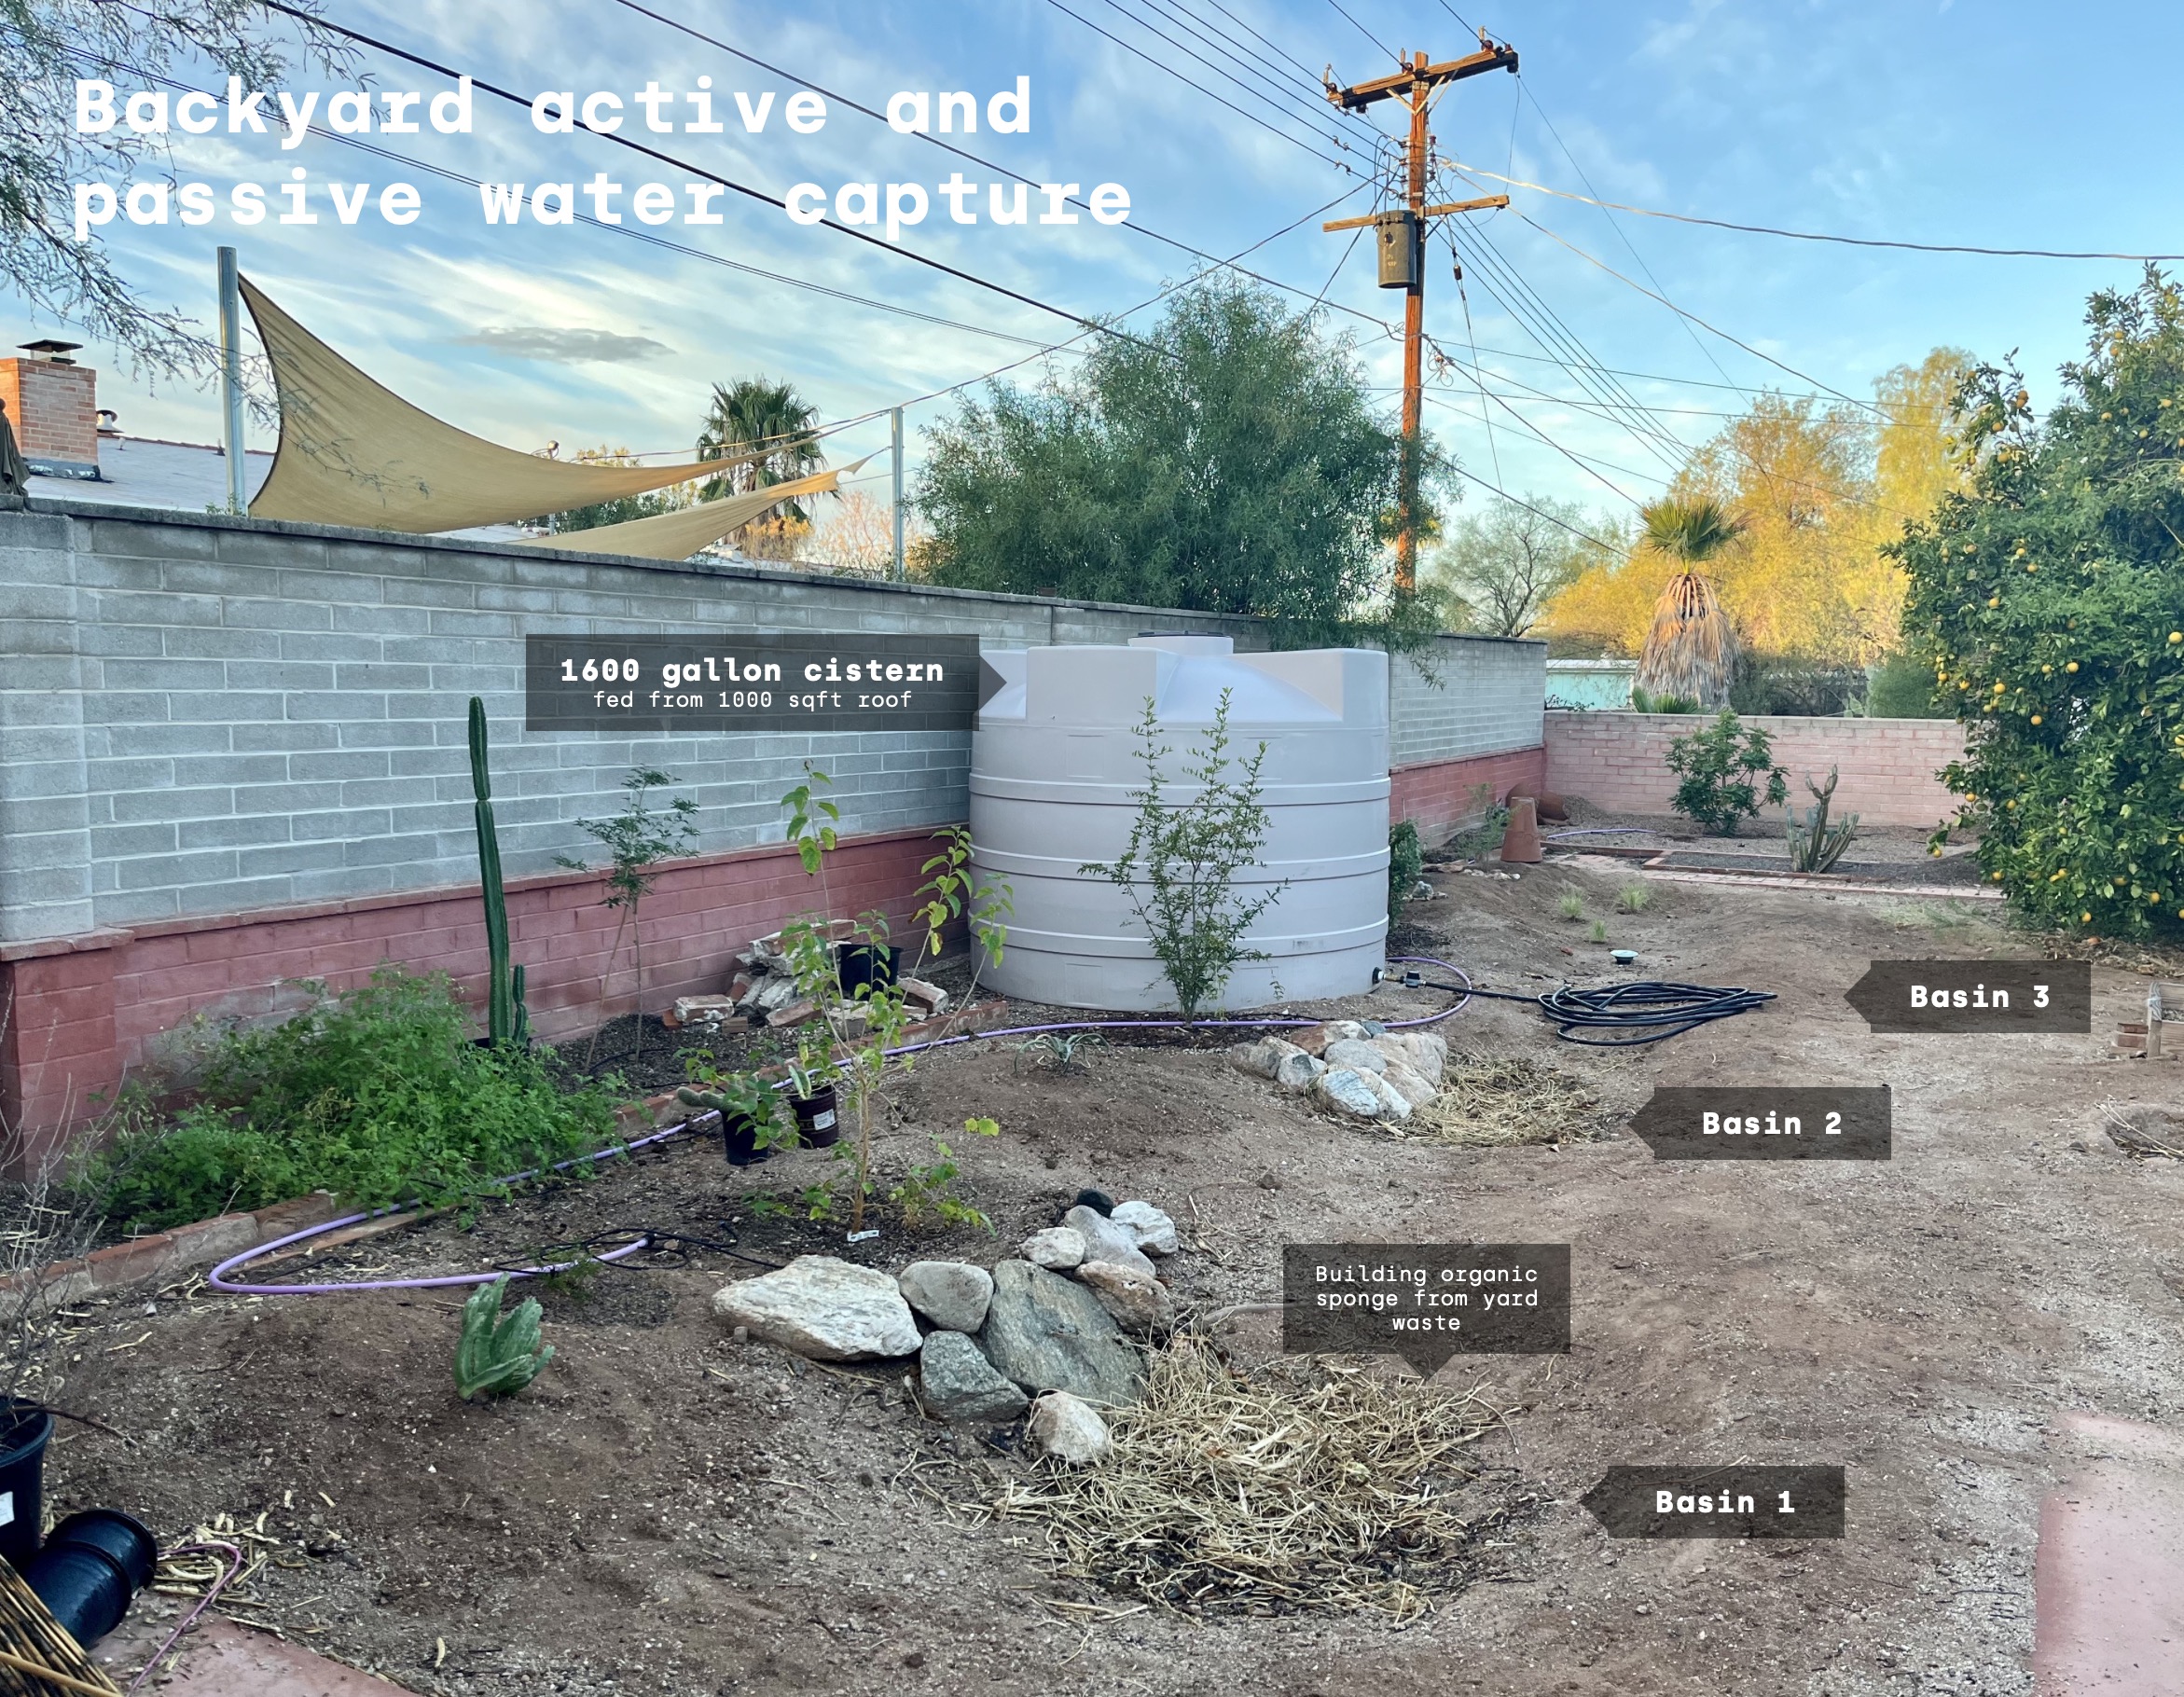 Backyard active and
passive water capture
1600 gallon cistern
fed from 1000 sqft roof
Basin 3
Basin 2
Building organic
sponge from yard
waste
Basin 1